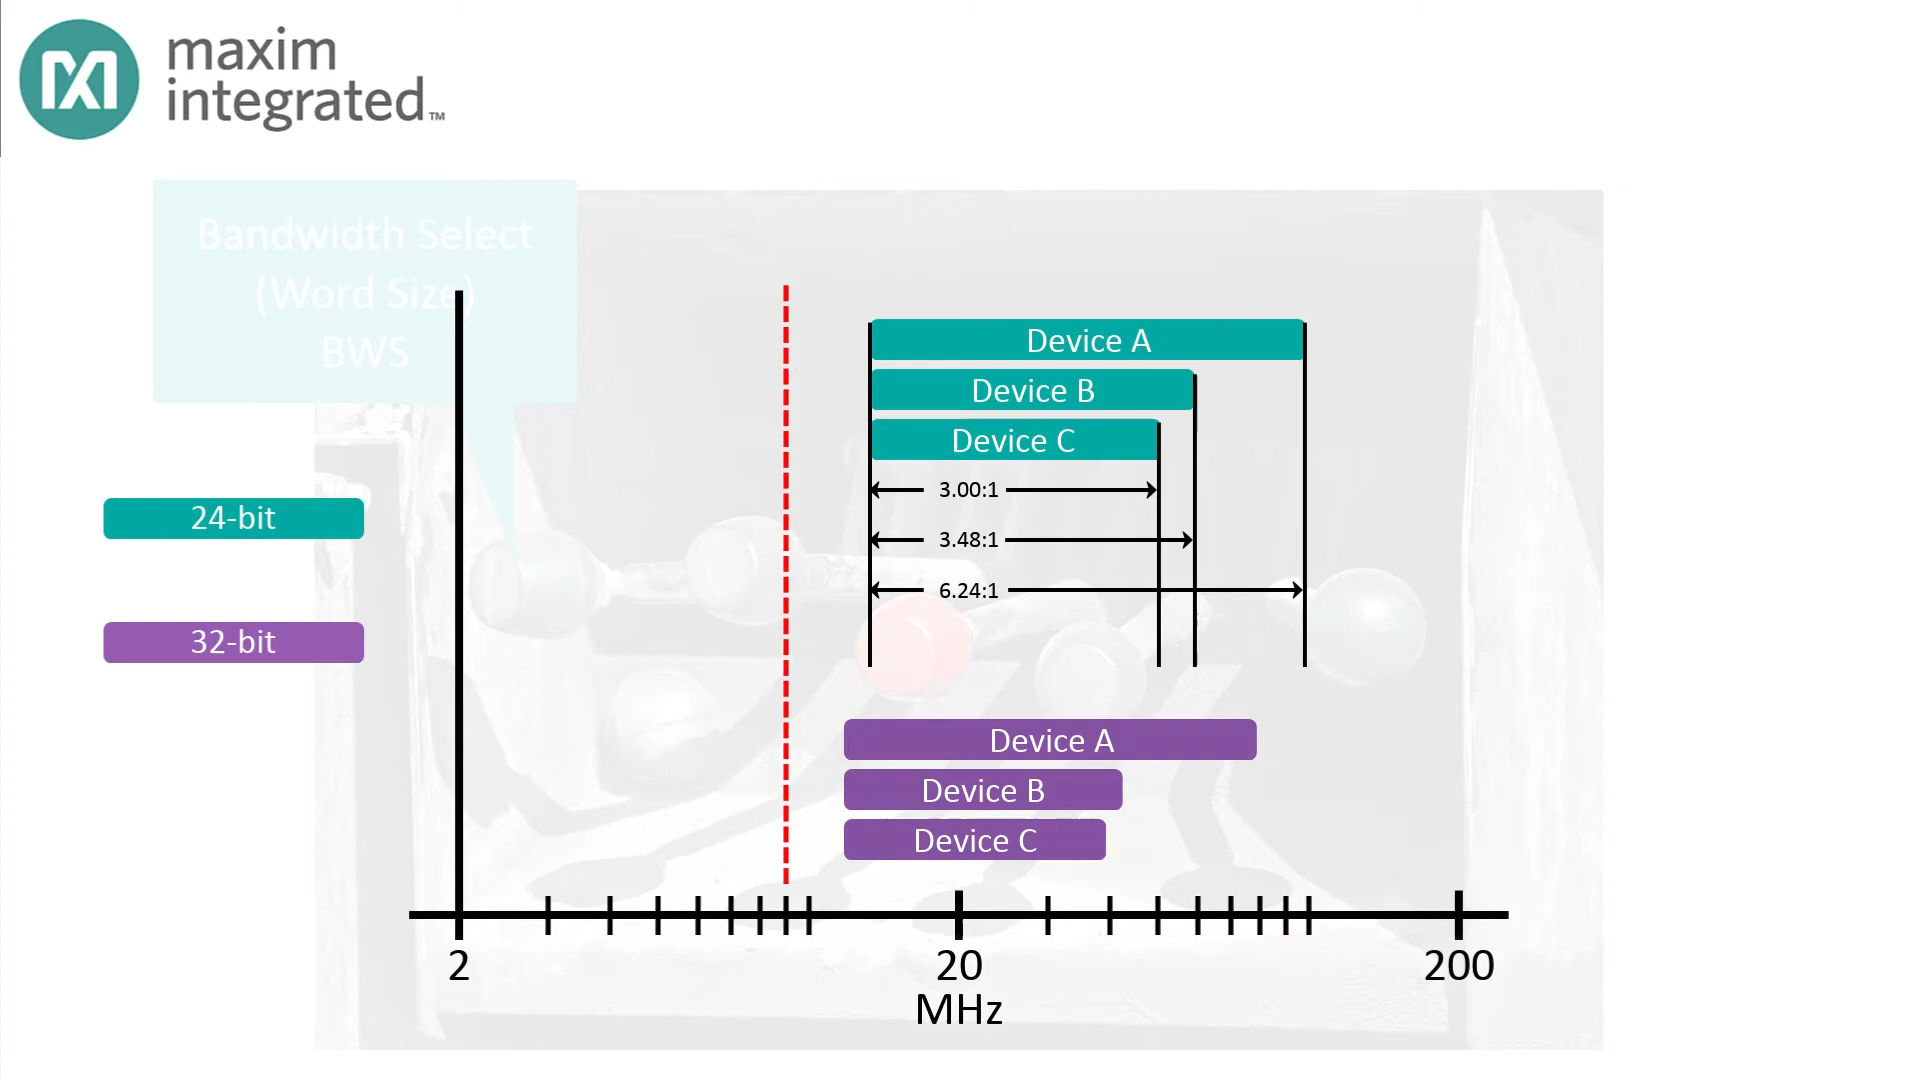 maxim
integrated™
Bandwidth Select
(Word Size)
BWS
24-bit
32-bit
Device A
Device B
Device C
3.00:1
3.48:1
6.24:1
Device A
Device B
Device C
2
20
200
MHz